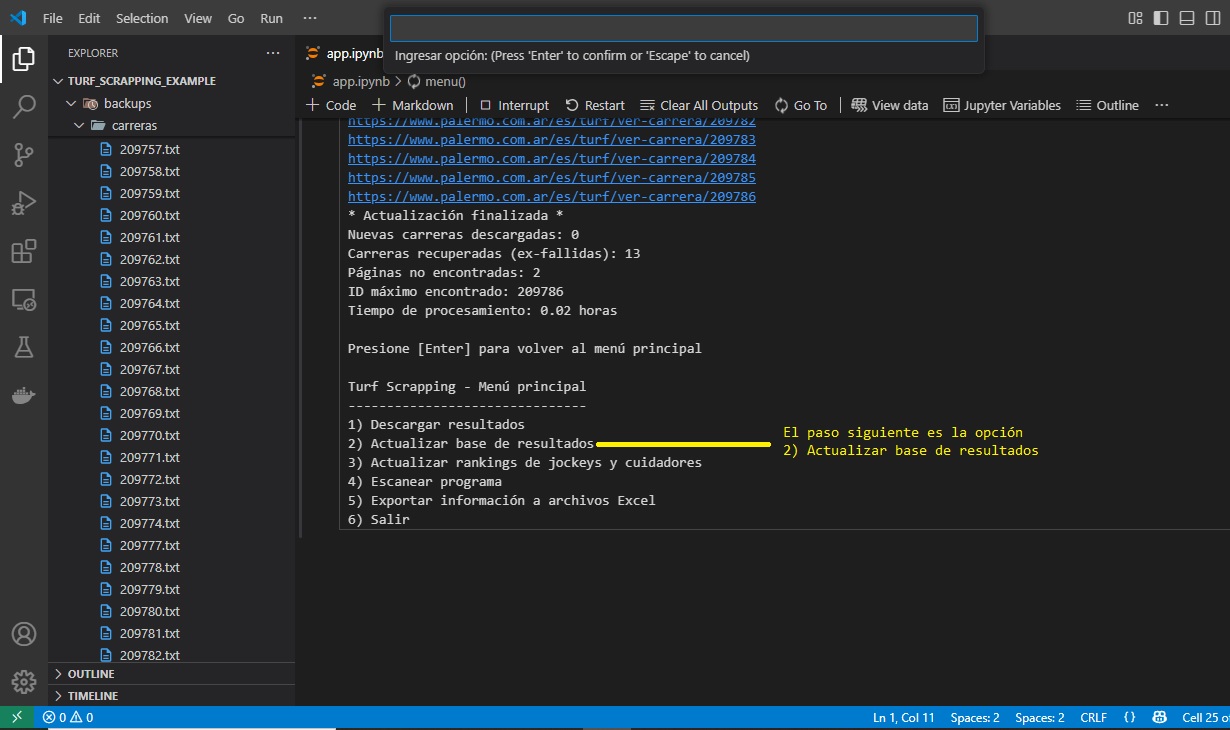 File Edit Selection View Go Run ···
Ingresar opción: (Press 'Enter' to confirm or 'Escape' to cancel)
EXPLORER ···
TURF_SCRAPPING_EXAMPLE
backups
carreras
209757.txt
209758.txt
209759.txt
209760.txt
209761.txt
209762.txt
209763.txt
209764.txt
209765.txt
209766.txt
209767.txt
209768.txt
209769.txt
209770.txt
209771.txt
209772.txt
209773.txt
209774.txt
209777.txt
209778.txt
209779.txt
209780.txt
209781.txt
209782.txt
OUTLINE
TIMELINE
app.ipynb
app.ipynb > menu()
+ Code + Markdown | Interrupt Restart Clear All Outputs Go To | View data Jupyter Variables Outline ···
https://www.palermo.com.ar/es/turf/ver-carrera/209782
https://www.palermo.com.ar/es/turf/ver-carrera/209783
https://www.palermo.com.ar/es/turf/ver-carrera/209784
https://www.palermo.com.ar/es/turf/ver-carrera/209785
https://www.palermo.com.ar/es/turf/ver-carrera/209786
* Actualización finalizada *
Nuevas carreras descargadas: 0
Carreras recuperadas (ex-fallidas): 13
Páginas no encontradas: 2
ID máximo encontrado: 209786
Tiempo de procesamiento: 0.02 horas
Presione [Enter] para volver al menú principal
Turf Scrapping - Menú principal
-------------------------------
1) Descargar resultados
2) Actualizar base de resultados
3) Actualizar rankings de jockeys y cuidadores
4) Escanear programa
5) Exportar información a archivos Excel
6) Salir
El paso siguiente es la opción
2) Actualizar base de resultados
0 0
Ln 1, Col 11 Spaces: 2 Spaces: 2 CRLF {} Cell 25